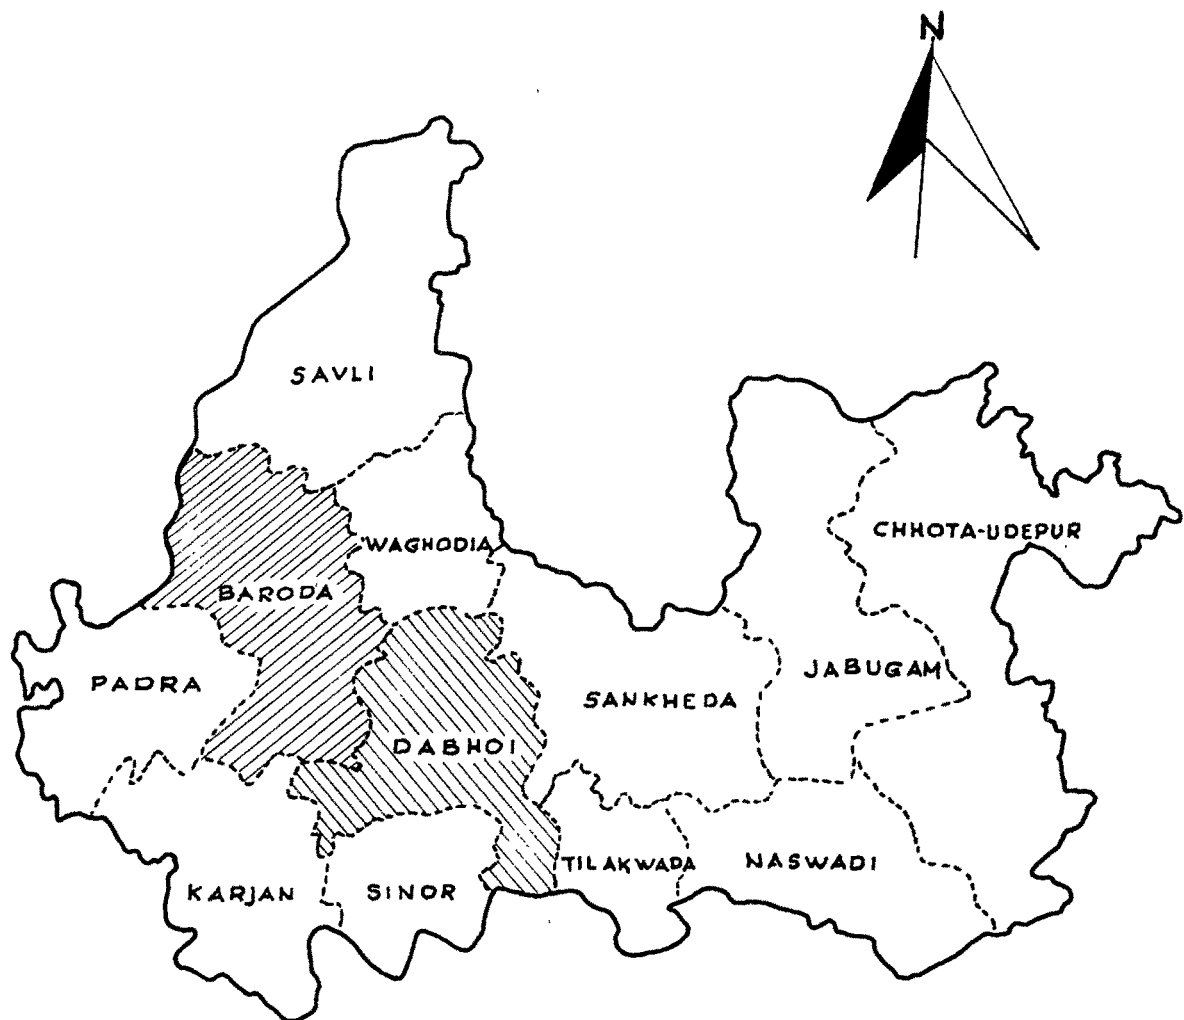 N
SAVLI
WAGHODIA
CHHOTA-UDEPUR
BARODA
PADRA
JABUGAM
SANKHEDA
DABHOI
TILAKWADA
NASWADI
KARJAN
SINOR